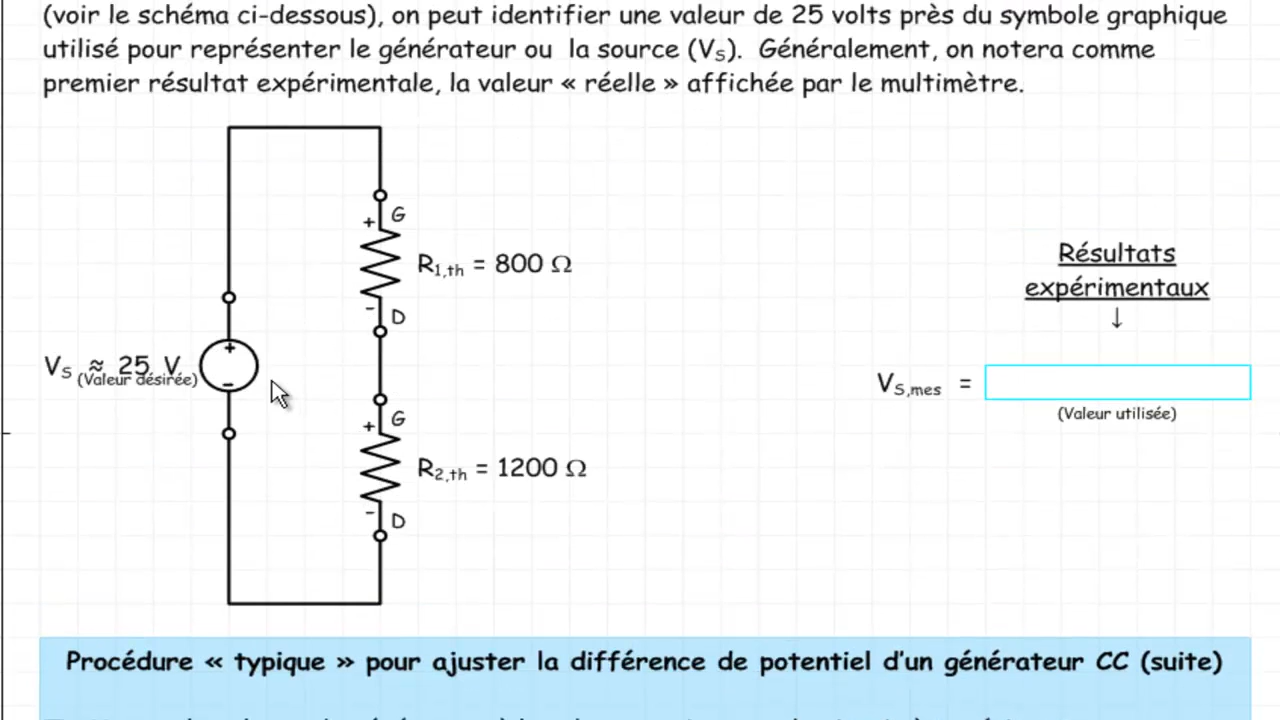 (voir le schéma ci-dessous), on peut identifier une valeur de 25 volts près du symbole graphique
utilisé pour représenter le générateur ou la source (VS). Généralement, on notera comme
premier résultat expérimentale, la valeur « réelle » affichée par le multimètre.
+ G
R1,th = 800 Ω
- D
Résultats
expérimentaux
↓
VS ≈ 25 V
(Valeur désirée)
+
-
VS,mes =
(Valeur utilisée)
+ G
R2,th = 1200 Ω
- D
Procédure « typique » pour ajuster la différence de potentiel d'un générateur CC (suite)